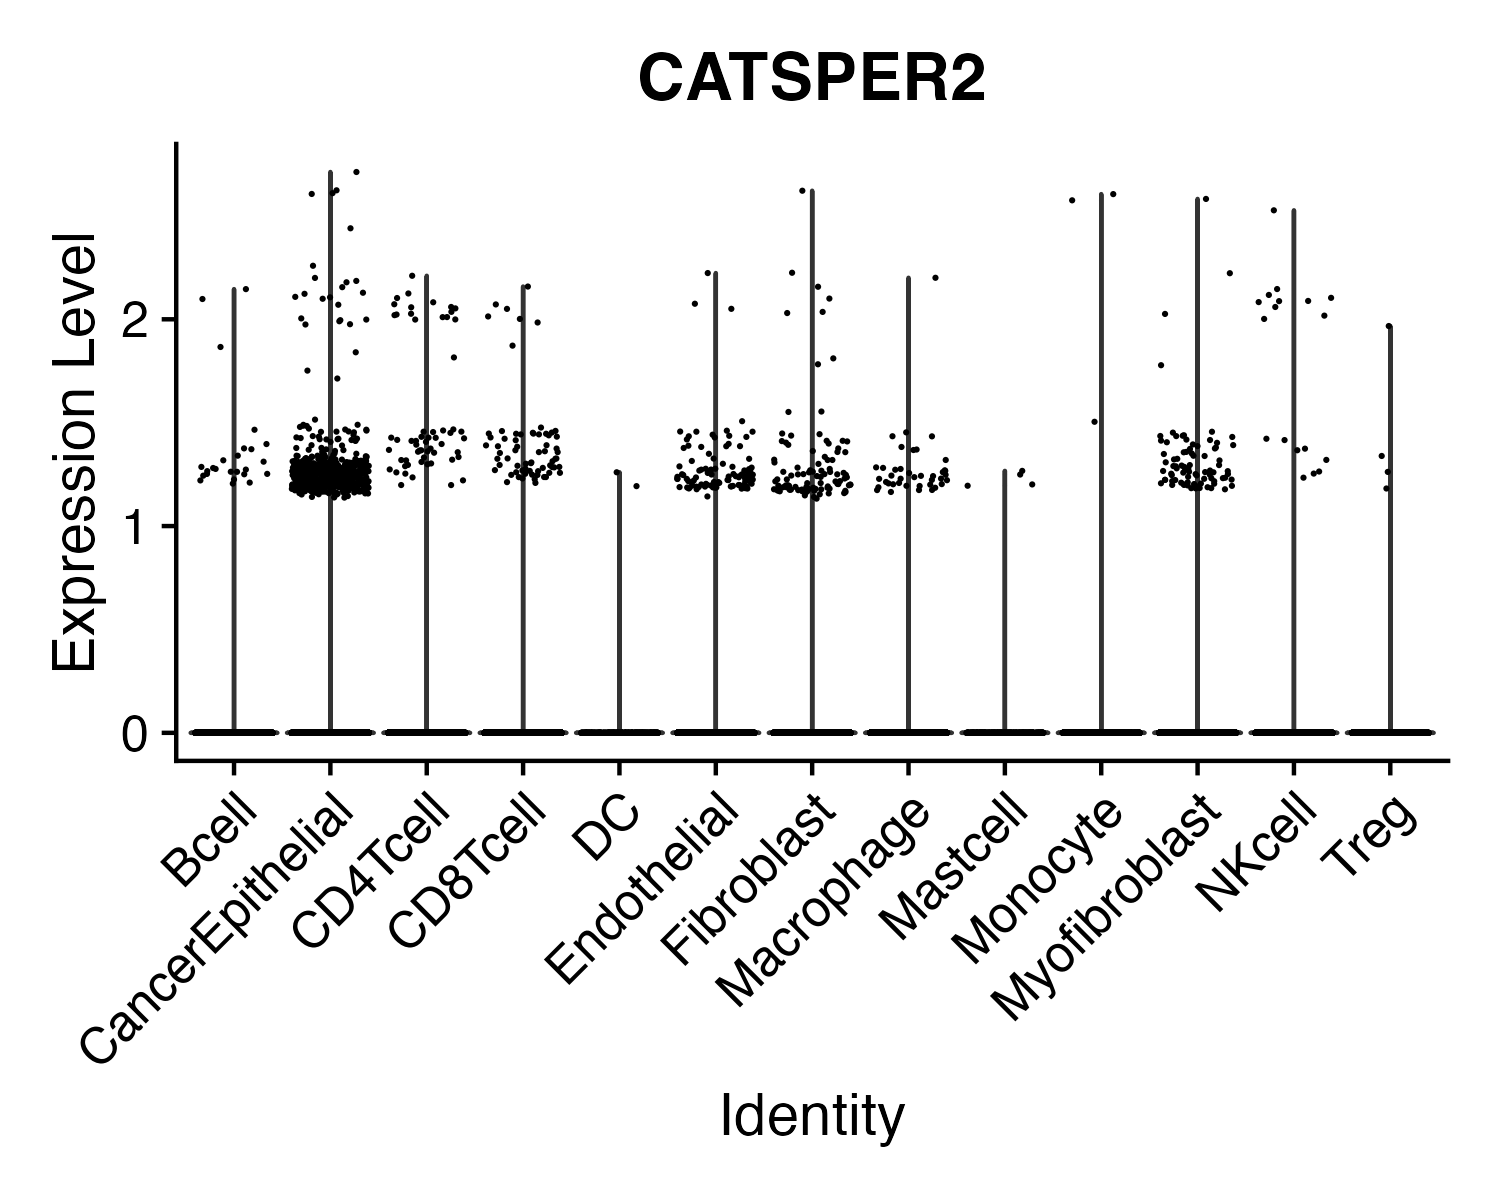 CATSPER2
Expression Level
2
1
0
Bcell
CancerEpithelial
CD4Tcell
CD8Tcell
DC
Endothelial
Fibroblast
Macrophage
Mastcell
Monocyte
Myofibroblast
NKcell
Treg
Identity